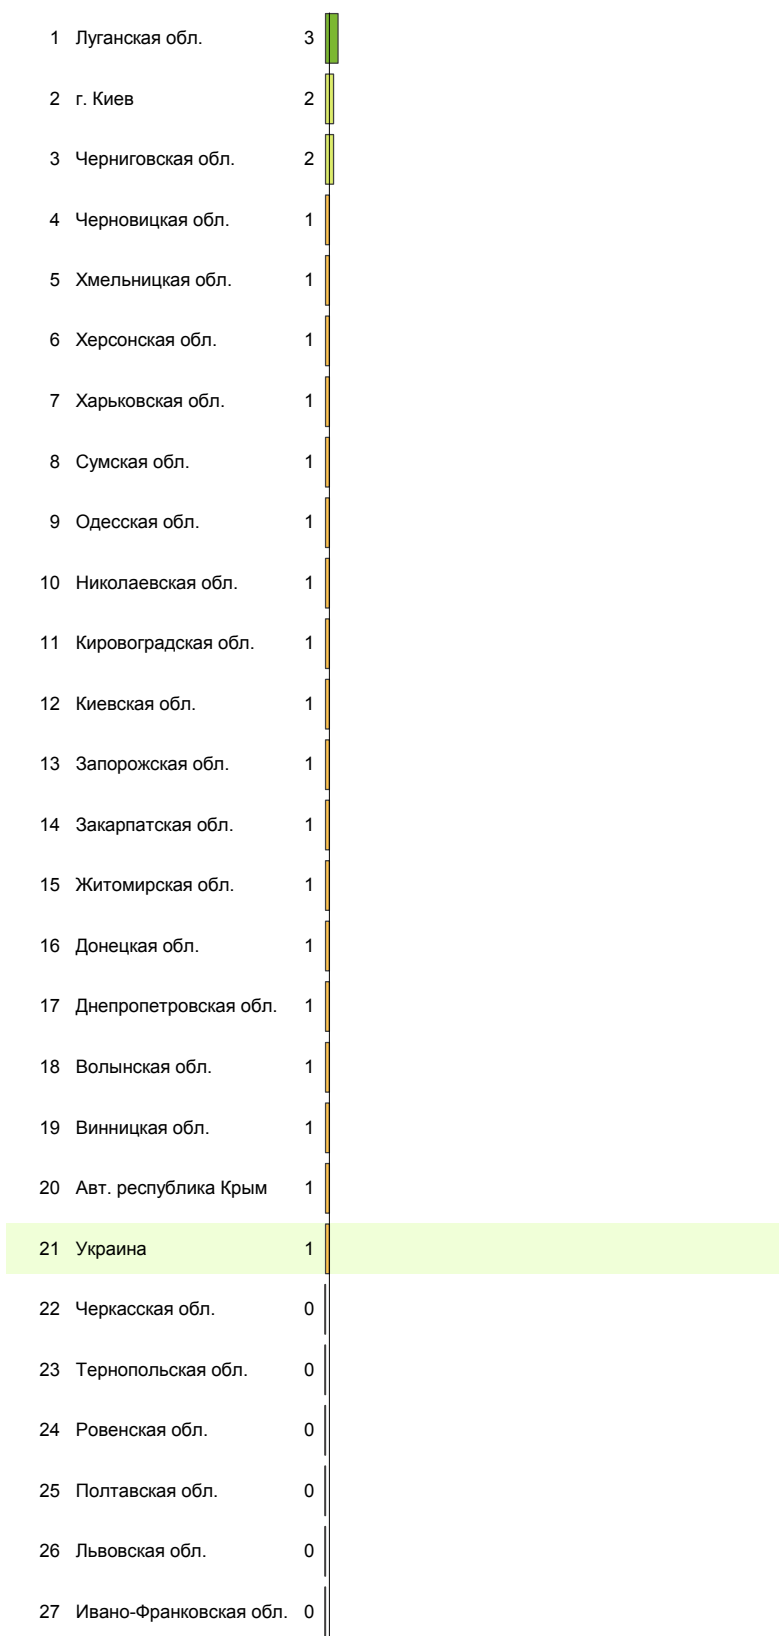 1 Луганская обл. 3
2 г. Киев 2
3 Черниговская обл. 2
4 Черновицкая обл. 1
5 Хмельницкая обл. 1
6 Херсонская обл. 1
7 Харьковская обл. 1
8 Сумская обл. 1
9 Одесская обл. 1
10 Николаевская обл. 1
11 Кировоградская обл. 1
12 Киевская обл. 1
13 Запорожская обл. 1
14 Закарпатская обл. 1
15 Житомирская обл. 1
16 Донецкая обл. 1
17 Днепропетровская обл. 1
18 Волынская обл. 1
19 Винницкая обл. 1
20 Авт. республика Крым 1
21 Украина 1
22 Черкасская обл. 0
23 Тернопольская обл. 0
24 Ровенская обл. 0
25 Полтавская обл. 0
26 Львовская обл. 0
27 Ивано-Франковская обл. 0